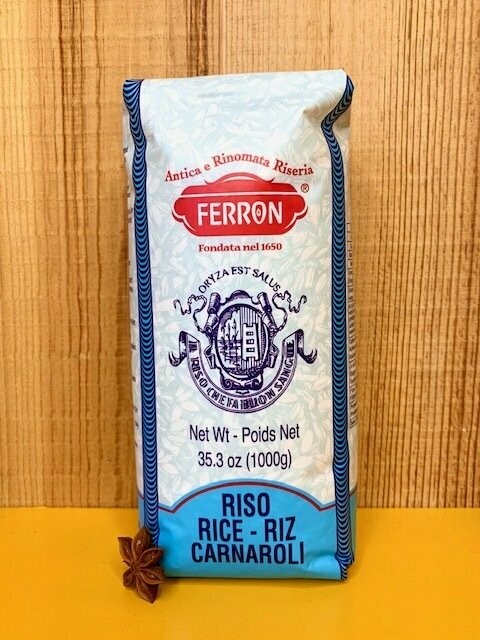 Antica e Rinomata Riseria
FERRON®
Fondata nel 1650
ORYZA EST SALUS
IL RISO CHE FA BUON SANGUE
Net Wt - Poids Net
35.3 oz (1000g)
RISO
RICE - RIZ
CARNAROLI